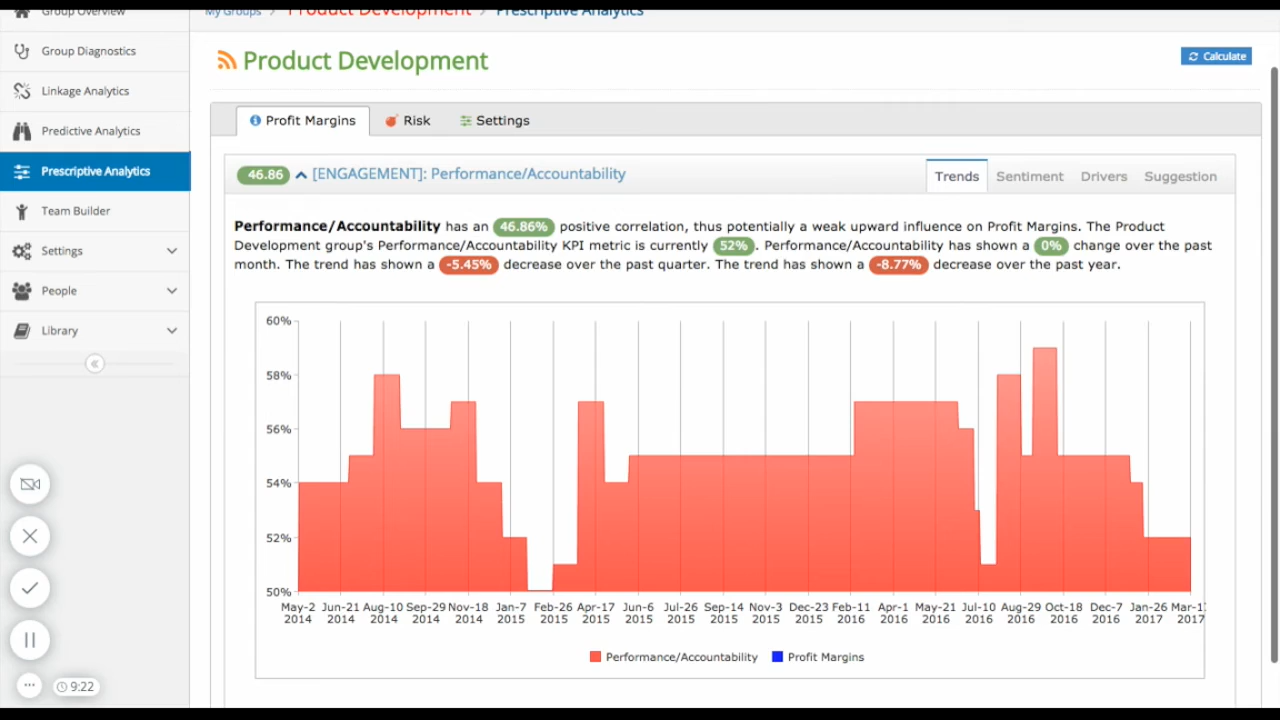 Group Overview
My Groups > Product Development > Prescriptive Analytics
Group Diagnostics
Linkage Analytics
Predictive Analytics
Prescriptive Analytics
Team Builder
Settings
People
Library
9:22
Product Development
Calculate
Profit Margins Risk Settings
46.86 [ENGAGEMENT]: Performance/Accountability
Trends Sentiment Drivers Suggestion
Performance/Accountability has an 46.86% positive correlation, thus potentially a weak upward influence on Profit Margins. The Product
Development group's Performance/Accountability KPI metric is currently 52% . Performance/Accountability has shown a 0% change over the past
month. The trend has shown a -5.45% decrease over the past quarter. The trend has shown a -8.77% decrease over the past year.
60%
58%
56%
54%
52%
50%
May-2 Jun-21 Aug-10 Sep-29 Nov-18 Jan-7 Feb-26 Apr-17 Jun-6 Jul-26 Sep-14 Nov-3 Dec-23 Feb-11 Apr-1 May-21 Jul-10 Aug-29 Oct-18 Dec-7 Jan-26
2014 2014 2014 2014 2014 2015 2015 2015 2015 2015 2015 2015 2015 2016 2016 2016 2016 2016 2016 2016 2017 2017
Performance/Accountability Profit Margins